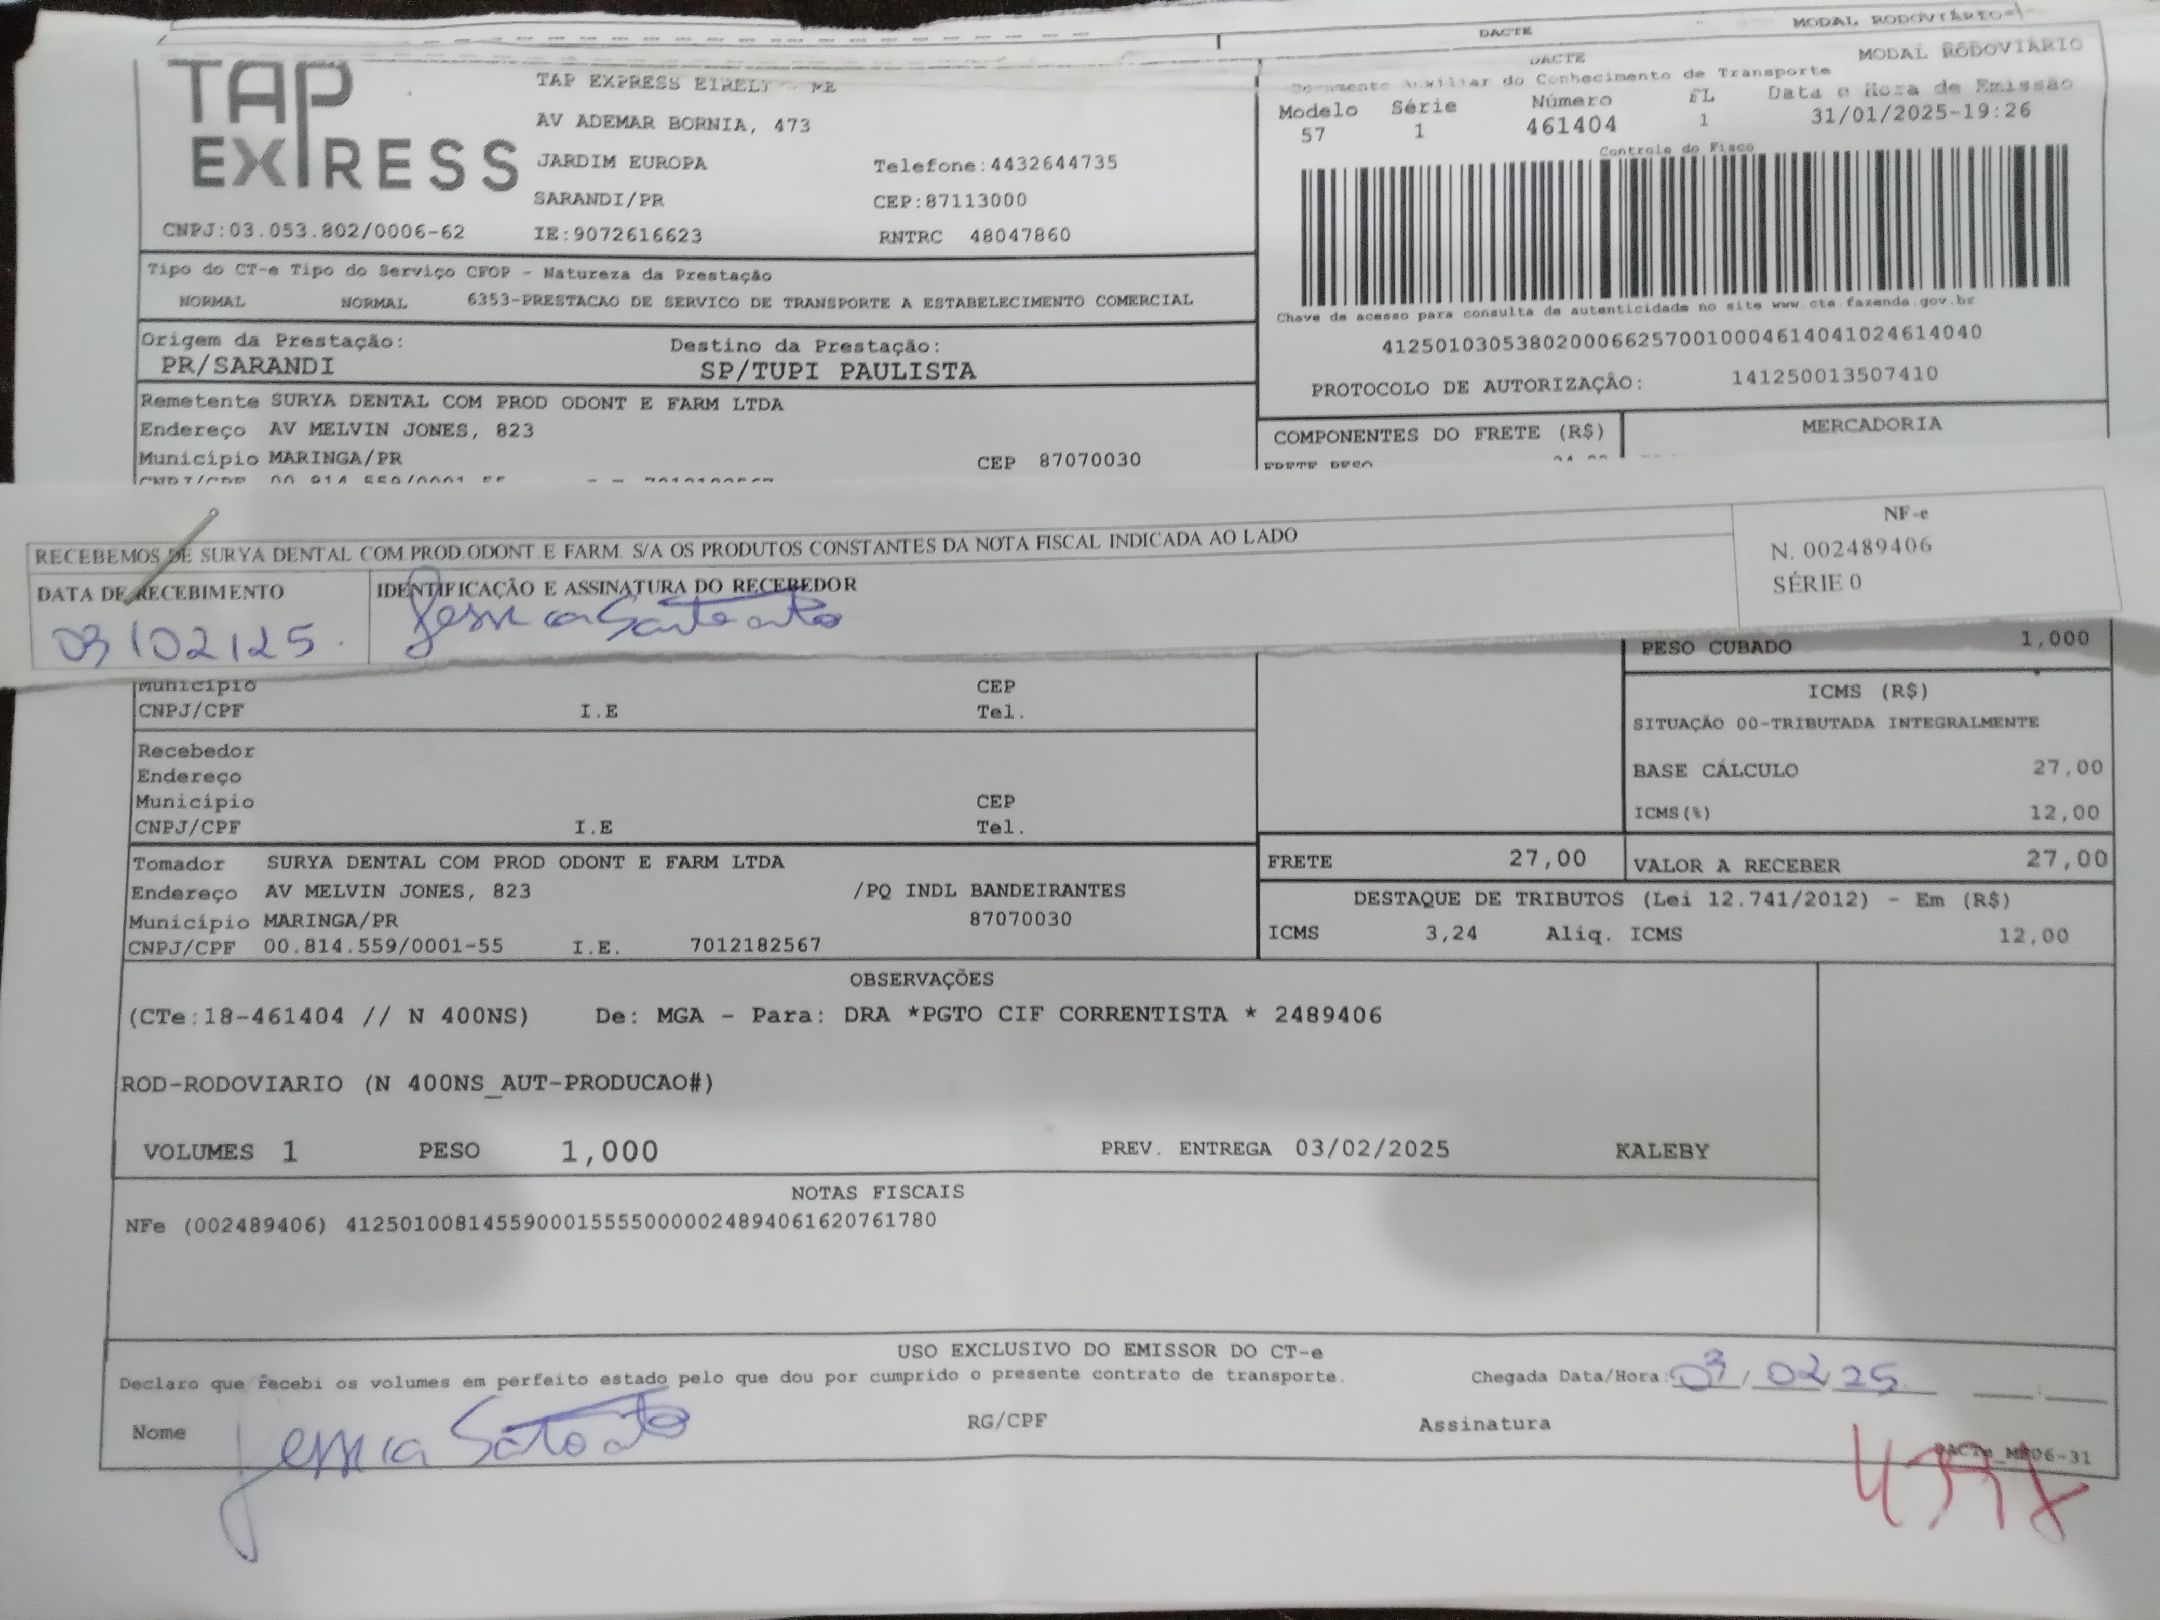 DACTE
MODAL RODOVIÁRIO
TAP EXPRESS
TAP EXPRESS EIRELI - ME
AV ADEMAR BORNIA, 473
JARDIM EUROPA Telefone:4432644735
SARANDI/PR CEP:87113000
CNPJ:03.053.802/0006-62 IE:9072616623 RNTRC 48047860
DACTE MODAL RODOVIÁRIO
Documento Auxiliar do Conhecimento de Transporte
Modelo Série Número FL Data e Hora de Emissão
57 1 461404 1 31/01/2025-19:26
Controle do Fisco
Chave de acesso para consulta de autenticidade no site www.cte.fazenda.gov.br
41250103053802000662570010004614041024614040
PROTOCOLO DE AUTORIZAÇÃO: 141250013507410
Tipo do CT-e Tipo do Serviço CFOP - Natureza da Prestação
NORMAL NORMAL 6353-PRESTACAO DE SERVICO DE TRANSPORTE A ESTABELECIMENTO COMERCIAL
Origem da Prestação: Destino da Prestação:
PR/SARANDI SP/TUPI PAULISTA
Remetente SURYA DENTAL COM PROD ODONT E FARM LTDA
Endereço AV MELVIN JONES, 823
Município MARINGA/PR CEP 87070030
CNPJ/CPF 00.814.559/0001-55
COMPONENTES DO FRETE (R$) MERCADORIA
FRETE PESO
RECEBEMOS DE SURYA DENTAL COM.PROD.ODONT.E FARM. S/A OS PRODUTOS CONSTANTES DA NOTA FISCAL INDICADA AO LADO
DATA DE RECEBIMENTO IDENTIFICAÇÃO E ASSINATURA DO RECEBEDOR
03/02/25. Jessica
NF-e
N. 002489406
SÉRIE 0
PESO CUBADO 1,000
Município CEP
CNPJ/CPF I.E Tel.
Recebedor
Endereço
Município CEP
CNPJ/CPF I.E Tel.
ICMS (R$)
SITUAÇÃO 00-TRIBUTADA INTEGRALMENTE
BASE CÁLCULO 27,00
ICMS(%) 12,00
Tomador SURYA DENTAL COM PROD ODONT E FARM LTDA
Endereço AV MELVIN JONES, 823 /PQ INDL BANDEIRANTES
Município MARINGA/PR 87070030
CNPJ/CPF 00.814.559/0001-55 I.E. 7012182567
FRETE 27,00 VALOR A RECEBER 27,00
DESTAQUE DE TRIBUTOS (Lei 12.741/2012) - Em (R$)
ICMS 3,24 Aliq. ICMS 12,00
OBSERVAÇÕES
(CTe:18-461404 // N 400NS) De: MGA - Para: DRA *PGTO CIF CORRENTISTA * 2489406
ROD-RODOVIARIO (N 400NS_AUT-PRODUCAO#)
VOLUMES 1 PESO 1,000 PREV. ENTREGA 03/02/2025 KALEBY
NOTAS FISCAIS
NFe (002489406) 41250100814559000155550000024894061620761780
USO EXCLUSIVO DO EMISSOR DO CT-e
Declaro que recebi os volumes em perfeito estado pelo que dou por cumprido o presente contrato de transporte. Chegada Data/Hora: 03/02 25
Nome Jessica RG/CPF Assinatura